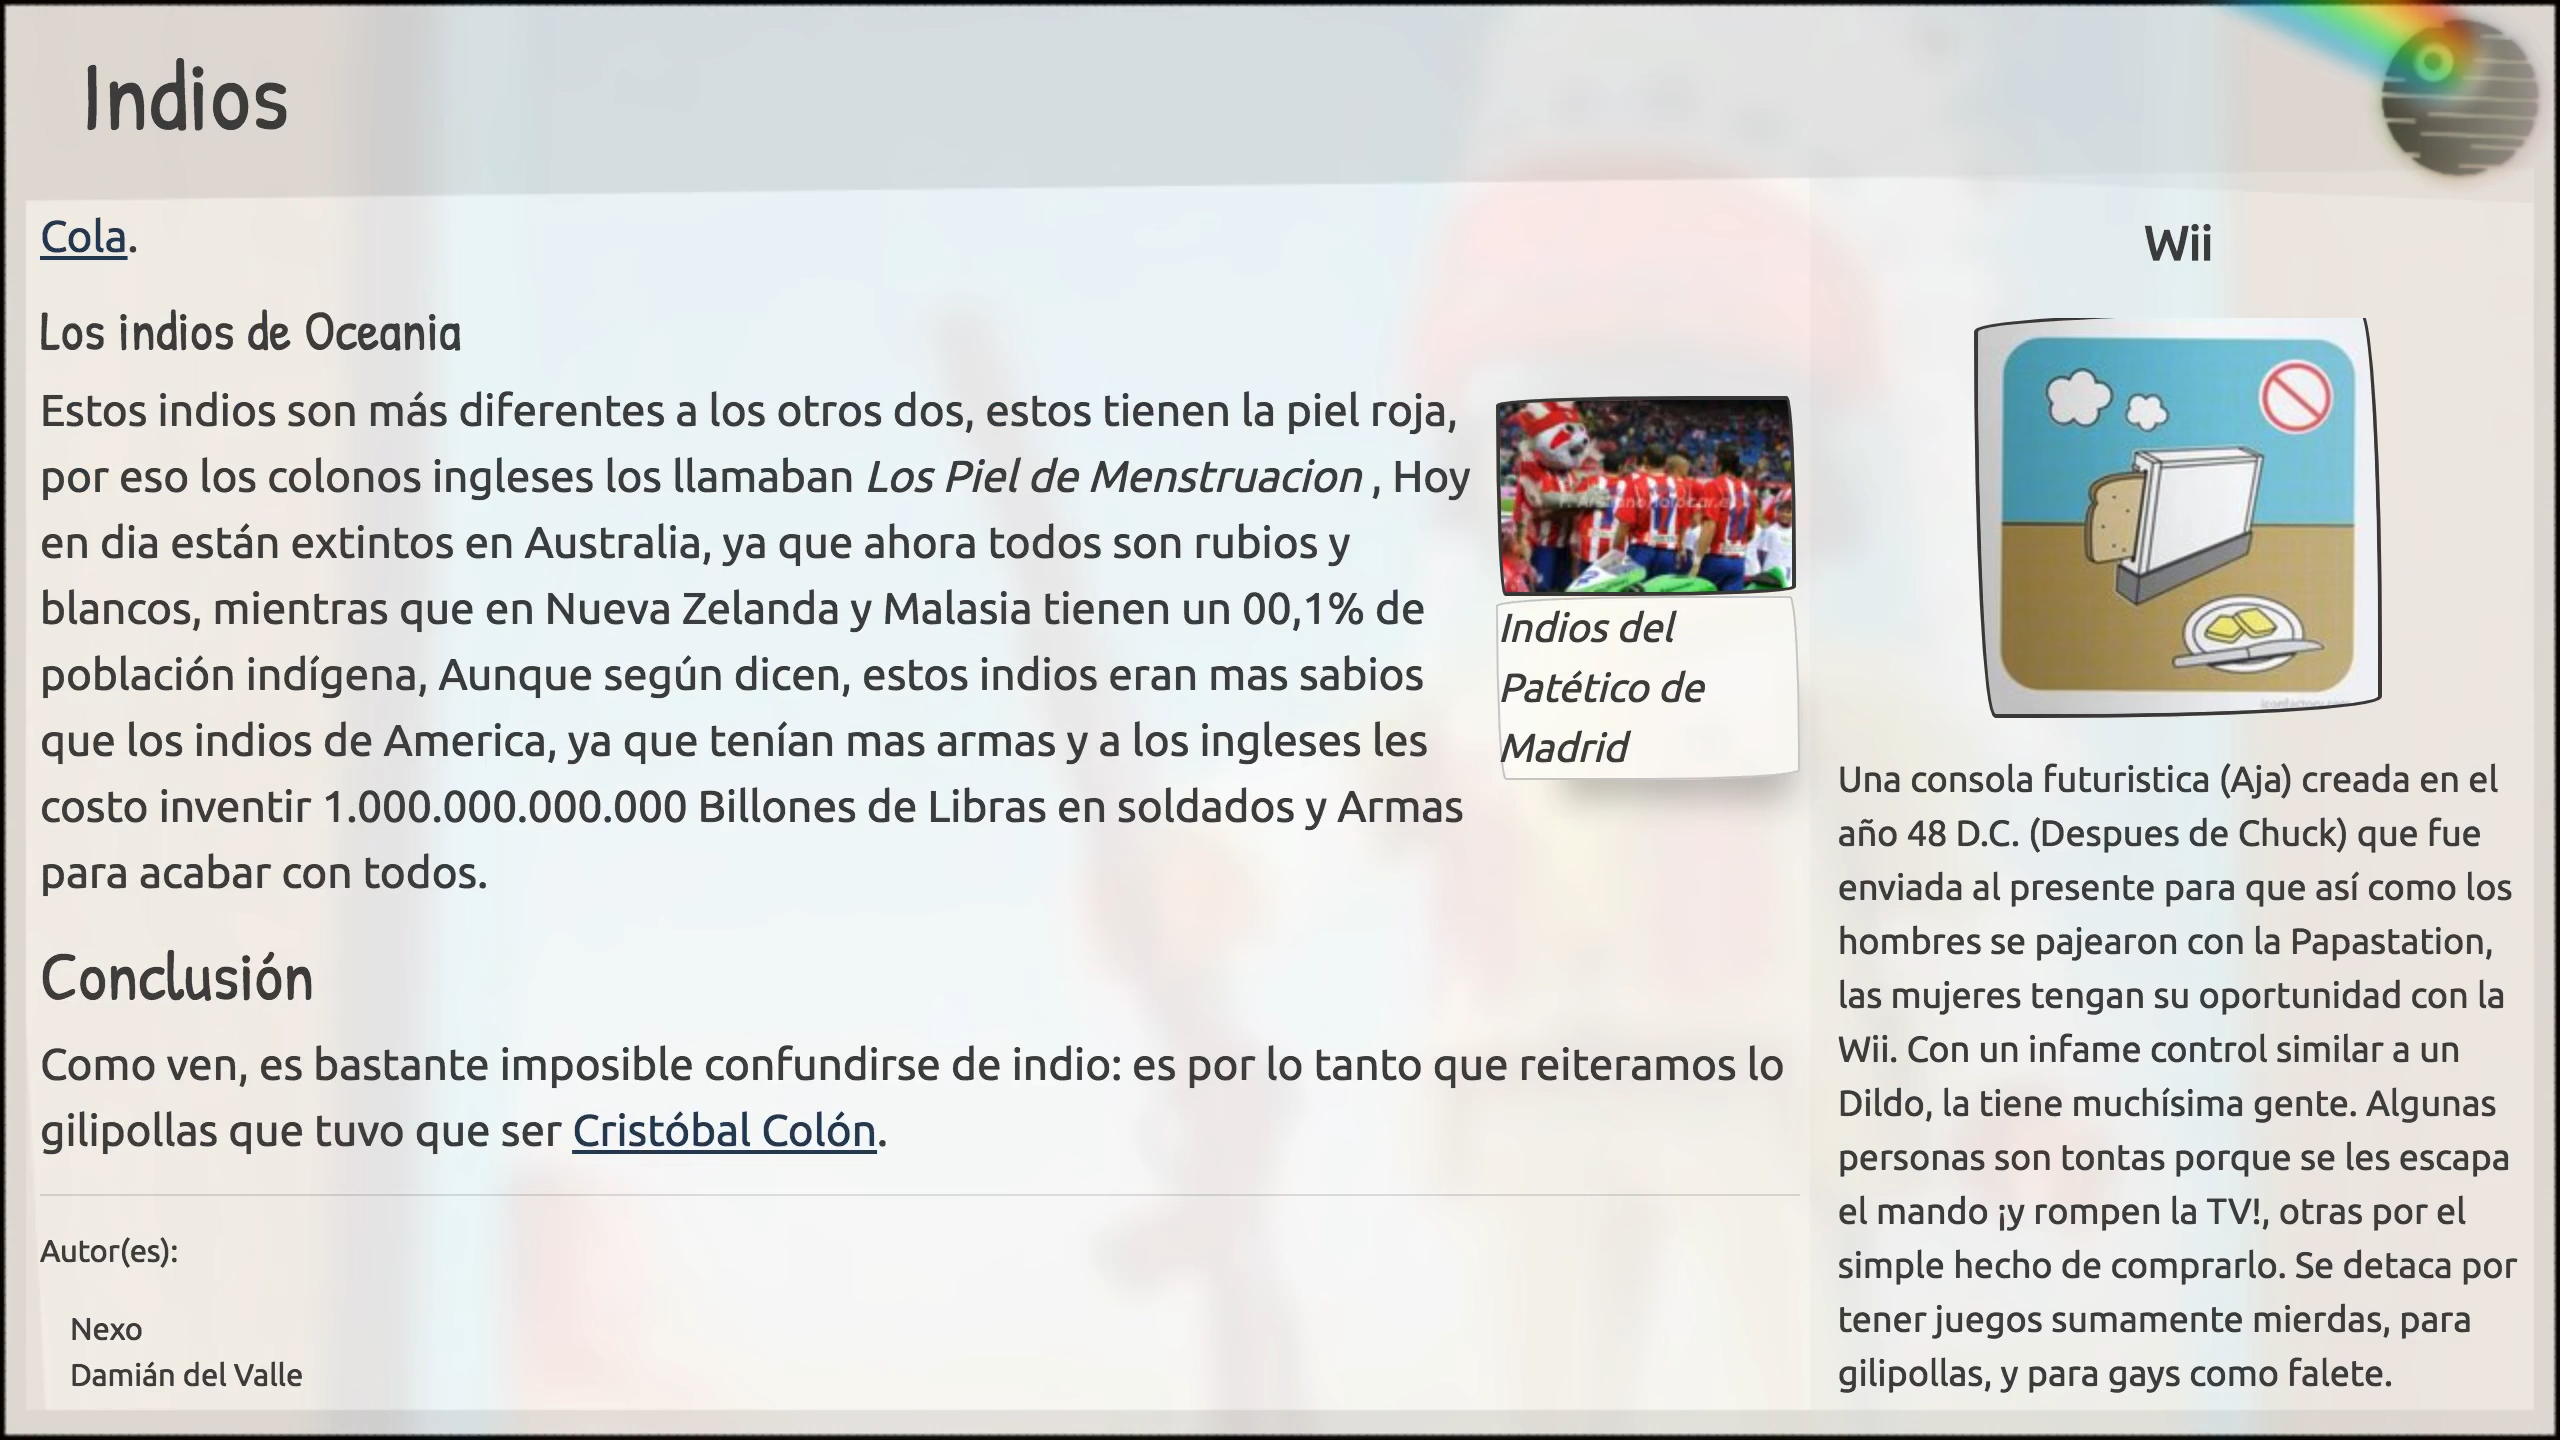 Indios
Cola.
Los indios de Oceania
Estos indios son más diferentes a los otros dos, estos tienen la piel roja,
por eso los colonos ingleses los llamaban Los Piel de Menstruacion , Hoy
en dia están extintos en Australia, ya que ahora todos son rubios y
blancos, mientras que en Nueva Zelanda y Malasia tienen un 00,1% de
población indígena, Aunque según dicen, estos indios eran mas sabios
que los indios de America, ya que tenían mas armas y a los ingleses les
costo inventir 1.000.000.000.000 Billones de Libras en soldados y Armas
para acabar con todos.
Indios del
Patético de
Madrid
Conclusión
Como ven, es bastante imposible confundirse de indio: es por lo tanto que reiteramos lo
gilipollas que tuvo que ser Cristóbal Colón.
Autor(es):
Nexo
Damián del Valle
Wii
Una consola futuristica (Aja) creada en el
año 48 D.C. (Despues de Chuck) que fue
enviada al presente para que así como los
hombres se pajearon con la Papastation,
las mujeres tengan su oportunidad con la
Wii. Con un infame control similar a un
Dildo, la tiene muchísima gente. Algunas
personas son tontas porque se les escapa
el mando ¡y rompen la TV!, otras por el
simple hecho de comprarlo. Se detaca por
tener juegos sumamente mierdas, para
gilipollas, y para gays como falete.